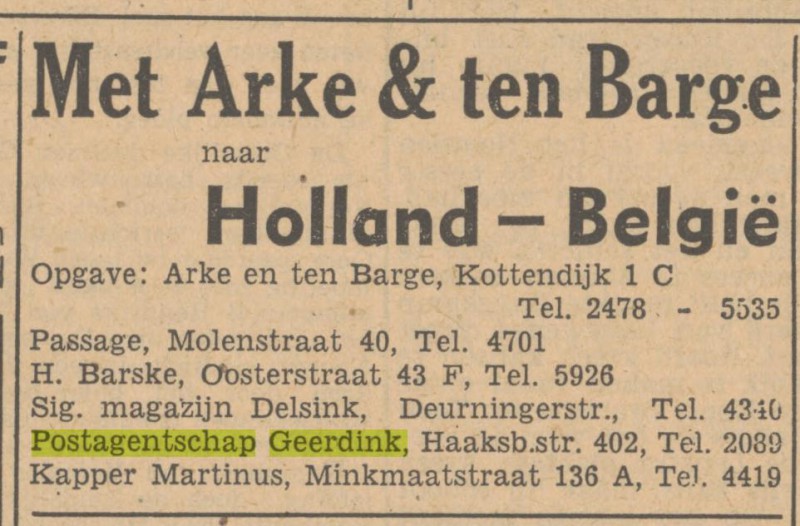 Met Arke & ten Barge
naar
Holland — België
Opgave: Arke en ten Barge, Kottendijk 1 C
Tel. 2478 - 5535
Passage, Molenstraat 40, Tel. 4701
H. Barske, Oosterstraat 43 F, Tel. 5926
Sig. magazijn Delsink, Deurningerstr., Tel. 4340
Postagentschap Geerdink, Haaksb.str. 402, Tel. 2089
Kapper Martinus, Minkmaatstraat 136 A, Tel. 4419